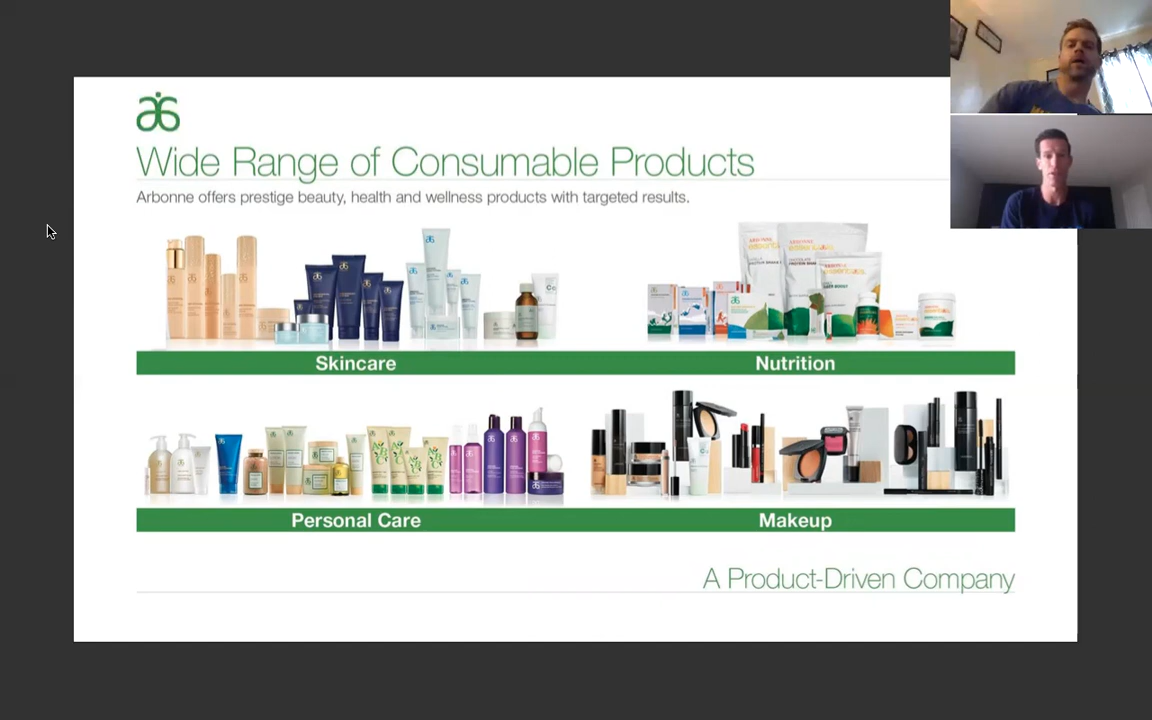 Wide Range of Consumable Products
Arbonne offers prestige beauty, health and wellness products with targeted results.
Skincare
Nutrition
Personal Care
Makeup
A Product-Driven Company